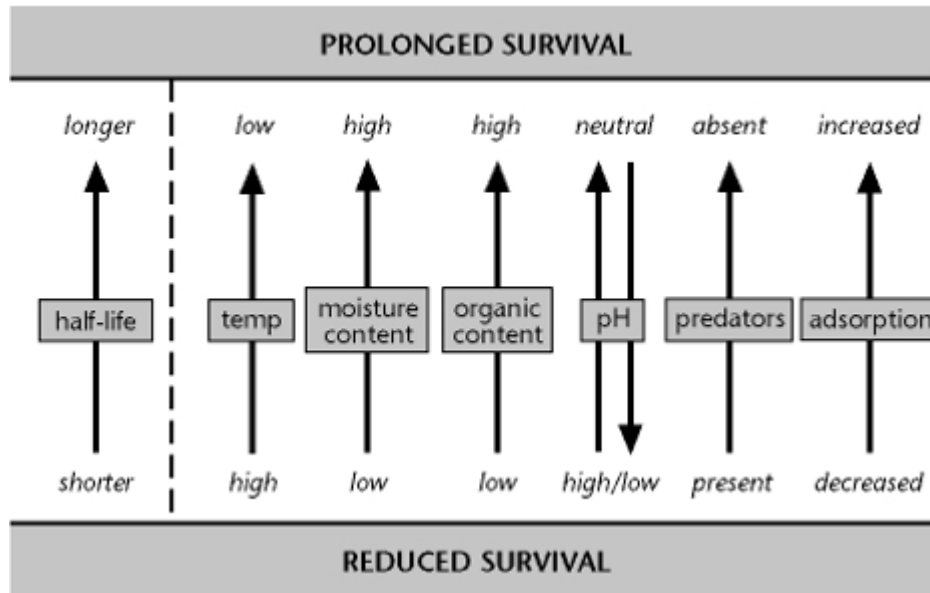 PROLONGED SURVIVAL
longer low high high neutral absent increased
half-life temp moisture content organic content pH predators adsorption
shorter high low low high/low present decreased
REDUCED SURVIVAL